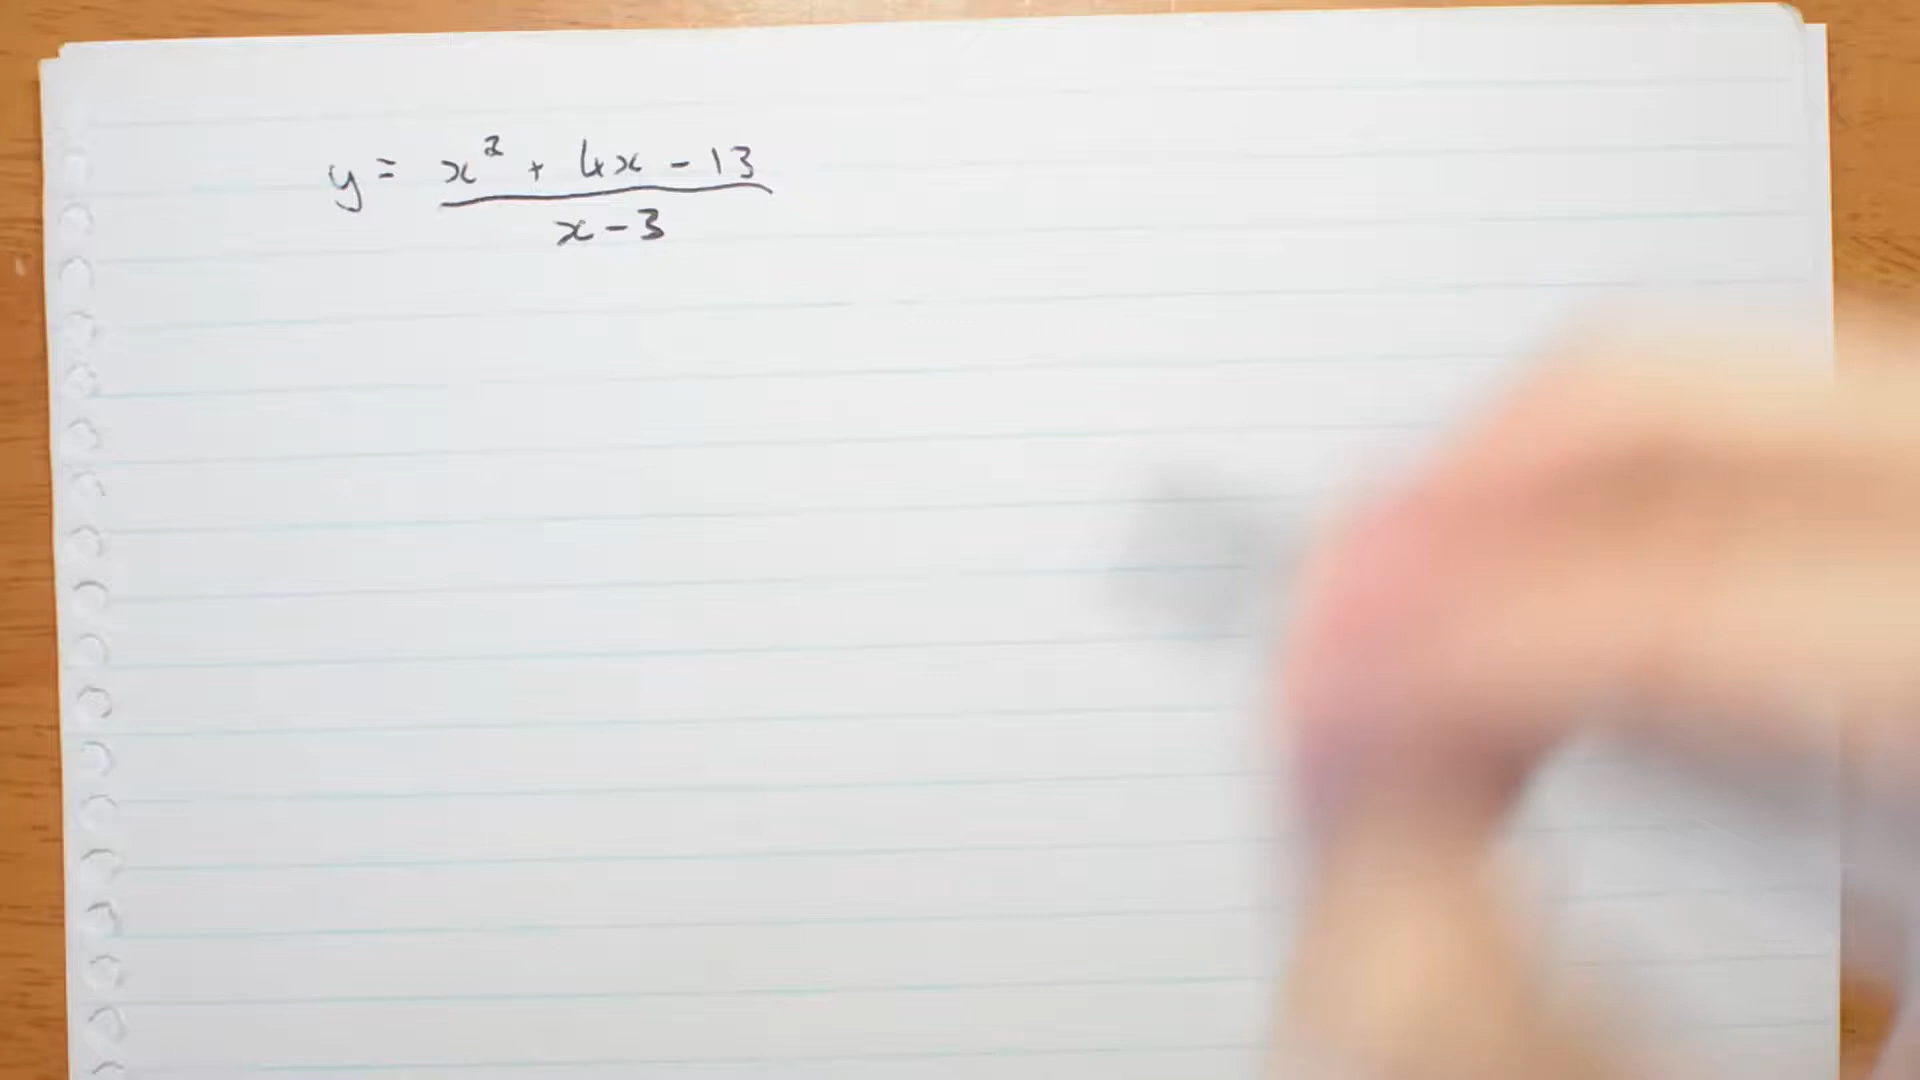 y = x² + 4x - 13
x - 3